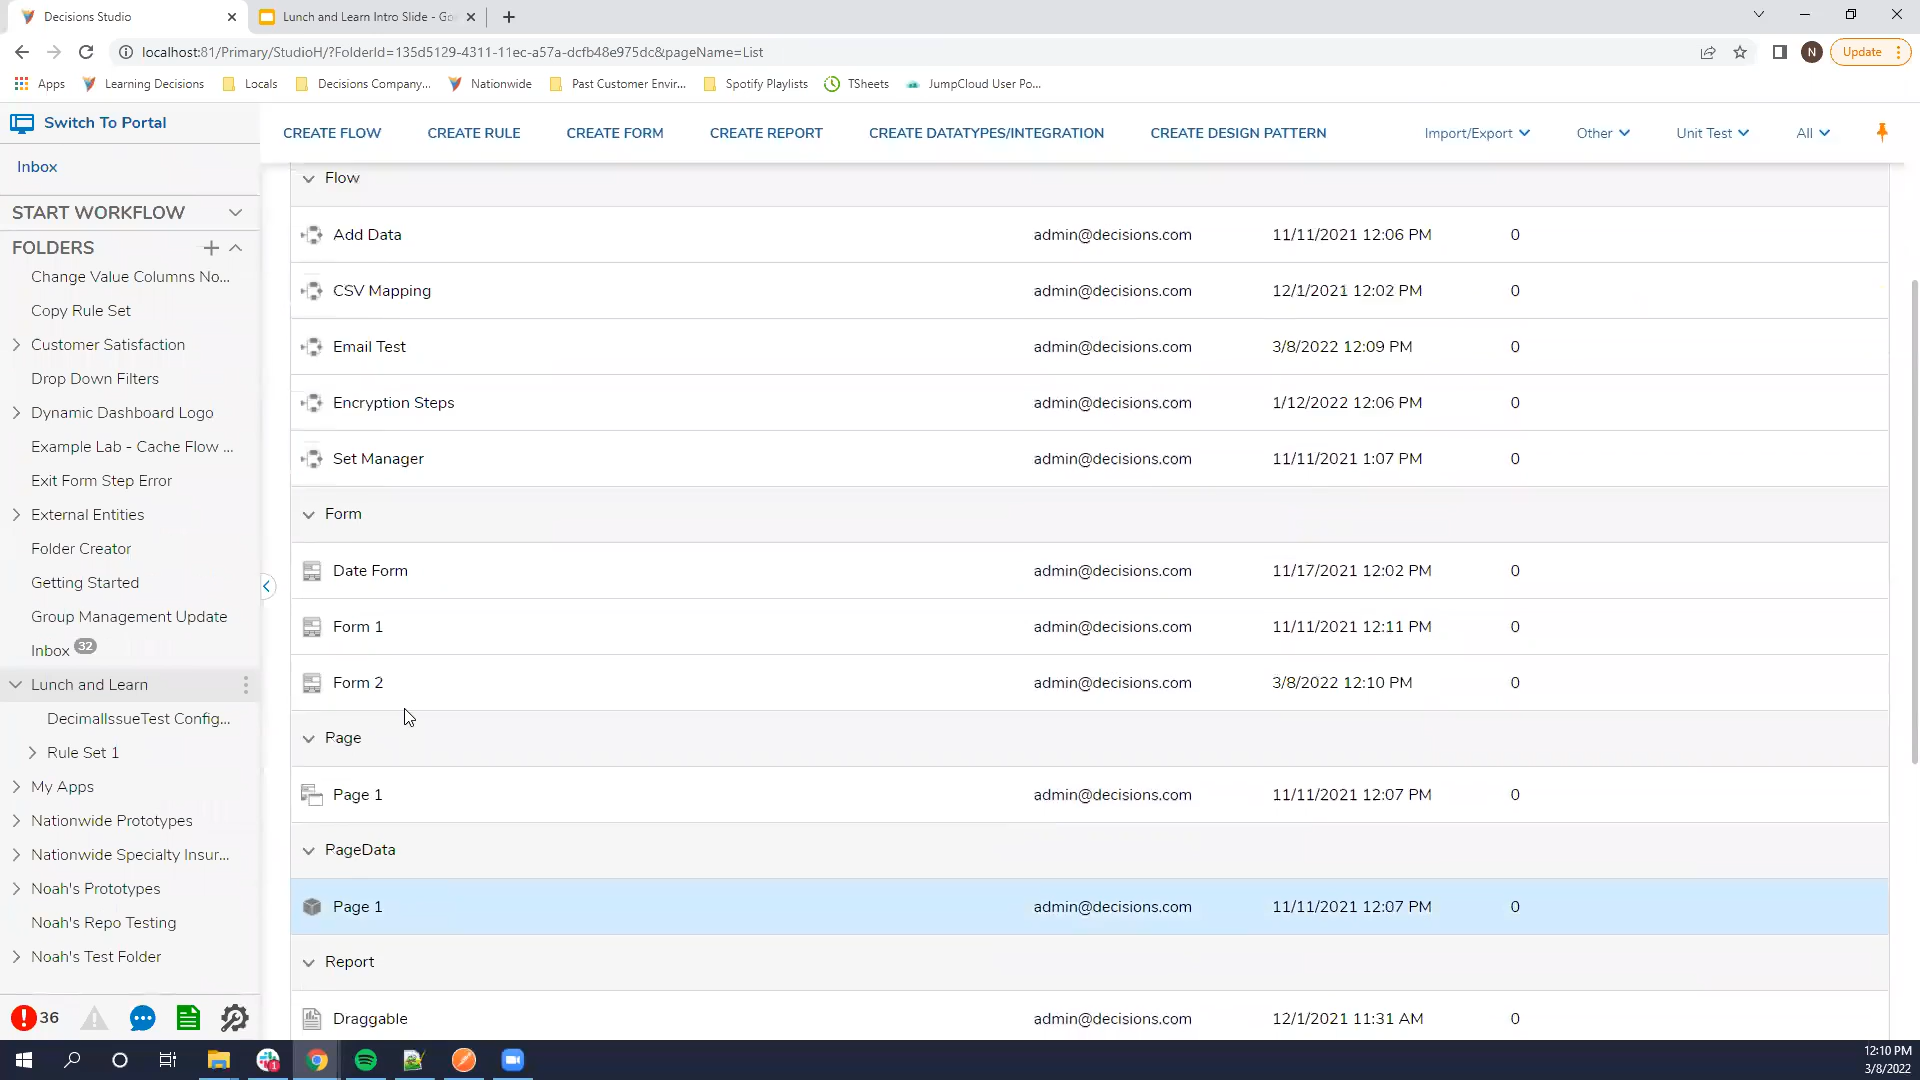 Decisions Studio
Lunch and Learn Intro Slide - Go
localhost:81/Primary/StudioH/?FolderId=135d5129-4311-11ec-a57a-dcfb48e975dc&pageName=List
N
Update
Apps
Learning Decisions
Locals
Decisions Company...
Nationwide
Past Customer Envir...
Spotify Playlists
TSheets
JumpCloud User Po...
Switch To Portal
CREATE FLOW
CREATE RULE
CREATE FORM
CREATE REPORT
CREATE DATATYPES/INTEGRATION
CREATE DESIGN PATTERN
Import/Export
Other
Unit Test
All
Inbox
START WORKFLOW
FOLDERS
Change Value Columns No...
Copy Rule Set
Customer Satisfaction
Drop Down Filters
Dynamic Dashboard Logo
Example Lab - Cache Flow ...
Exit Form Step Error
External Entities
Folder Creator
Getting Started
Group Management Update
Inbox 32
Lunch and Learn
DecimalIssueTest Config...
Rule Set 1
My Apps
Nationwide Prototypes
Nationwide Specialty Insur...
Noah's Prototypes
Noah's Repo Testing
Noah's Test Folder
36
Flow
Add Data admin@decisions.com 11/11/2021 12:06 PM 0
CSV Mapping admin@decisions.com 12/1/2021 12:02 PM 0
Email Test admin@decisions.com 3/8/2022 12:09 PM 0
Encryption Steps admin@decisions.com 1/12/2022 12:06 PM 0
Set Manager admin@decisions.com 11/11/2021 1:07 PM 0
Form
Date Form admin@decisions.com 11/17/2021 12:02 PM 0
Form 1 admin@decisions.com 11/11/2021 12:11 PM 0
Form 2 admin@decisions.com 3/8/2022 12:10 PM 0
Page
Page 1 admin@decisions.com 11/11/2021 12:07 PM 0
PageData
Page 1 admin@decisions.com 11/11/2021 12:07 PM 0
Report
Draggable admin@decisions.com 12/1/2021 11:31 AM 0
1
12:10 PM
3/8/2022